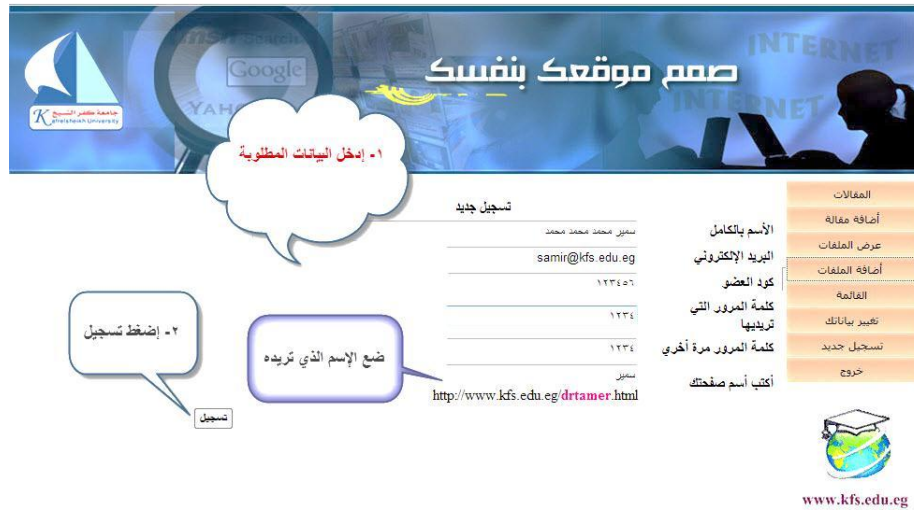 msn Search
Google
YAHO
INTERNET
INTERNET
صمم موقعك بنفسك
جامعة كفر الشيخ
Kafrelsheikh University
١- إدخل البيانات المطلوبة
تسجيل جديد
الأسم بالكامل
سمير محمد محمد محمد
البريد الإلكتروني
samir@kfs.edu.eg
كود العضو
١٢٣٤٥٦
كلمة المرور التي
تريديها
١٢٣٤
كلمة المرور مرة أخري
١٢٣٤
أكتب أسم صفحتك
سمير
http://www.kfs.edu.eg/drtamer.html
ضع الإسم الذي تريده
٢- إضغط تسجيل
تسجيل
المقالات
أضافة مقالة
عرض الملفات
أضافة الملفات
القائمة
تغيير بياناتك
تسجيل جديد
خروج
www.kfs.edu.eg